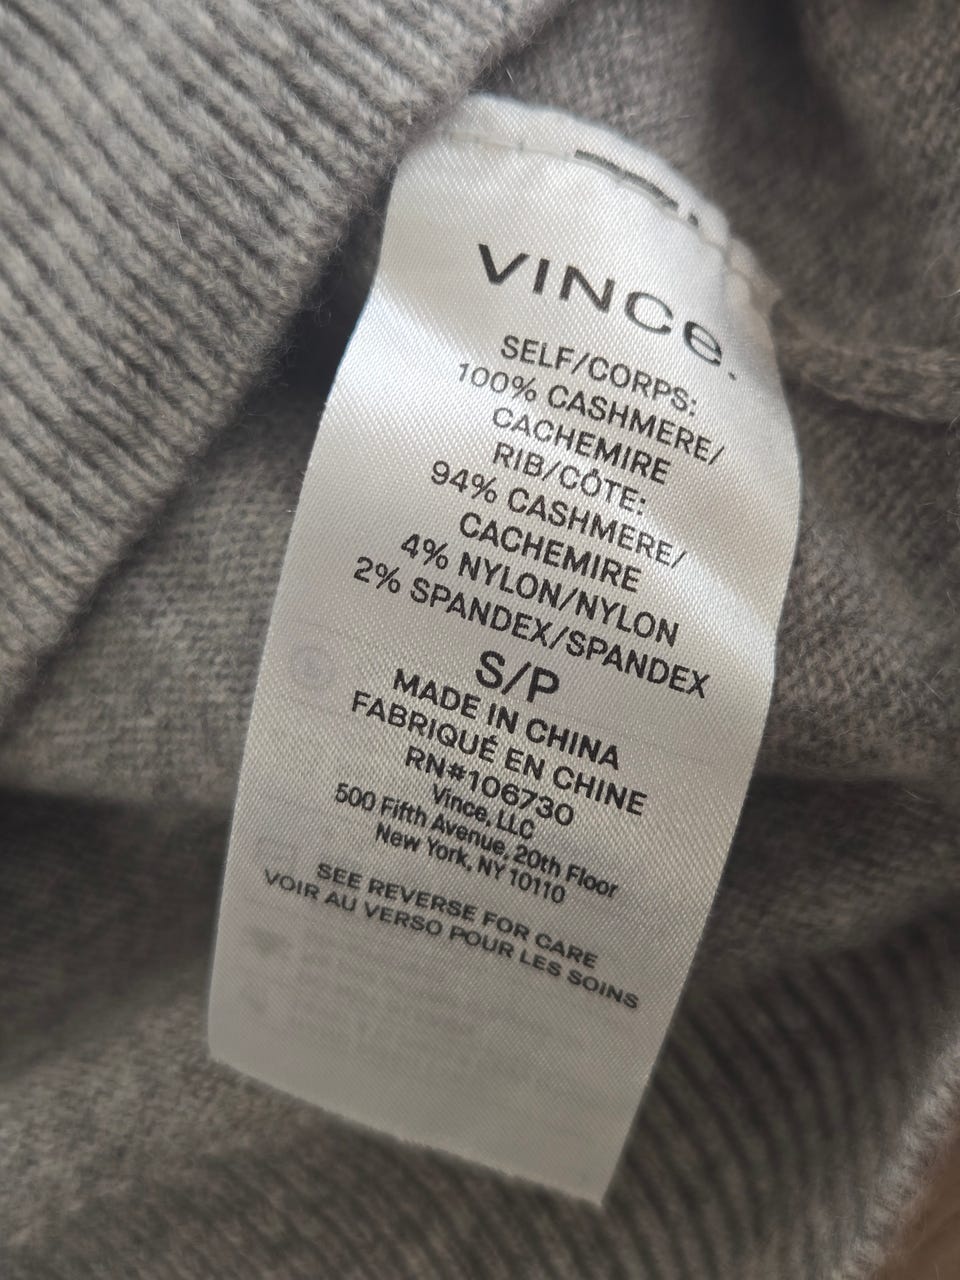 VINCe.
SELF/CORPS:
100% CASHMERE/
CACHEMIRE
RIB/CÔTE:
94% CASHMERE/
CACHEMIRE
4% NYLON/NYLON
2% SPANDEX/SPANDEX
S/P
MADE IN CHINA
FABRIQUÉ EN CHINE
RN#106730
Vince, LLC
500 Fifth Avenue, 20th Floor
New York, NY 10110
SEE REVERSE FOR CARE
VOIR AU VERSO POUR LES SOINS